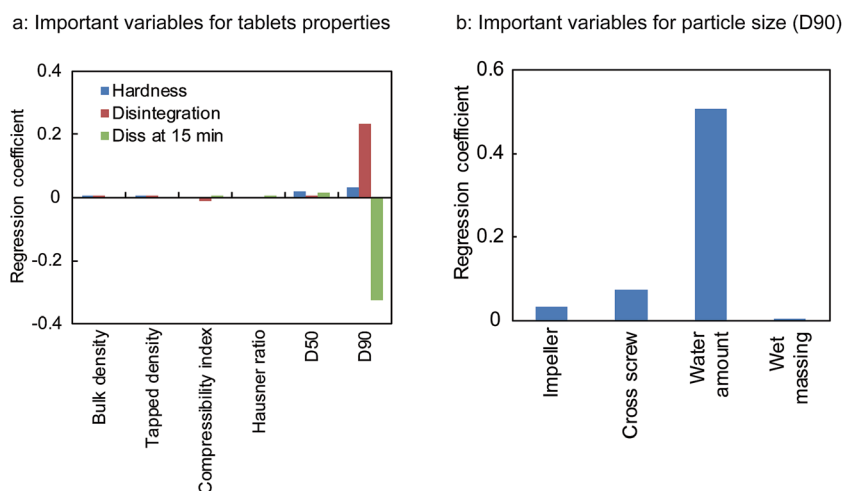 a: Important variables for tablets properties
0.4
0.2
0
-0.2
-0.4
Regression coefficient
Hardness
Disintegration
Diss at 15 min
Bulk density
Tapped density
Compressibility index
Hausner ratio
D50
D90
b: Important variables for particle size (D90)
0.6
0.4
0.2
0
Regression coefficient
Impeller
Cross screw
Water
amount
Wet
massing